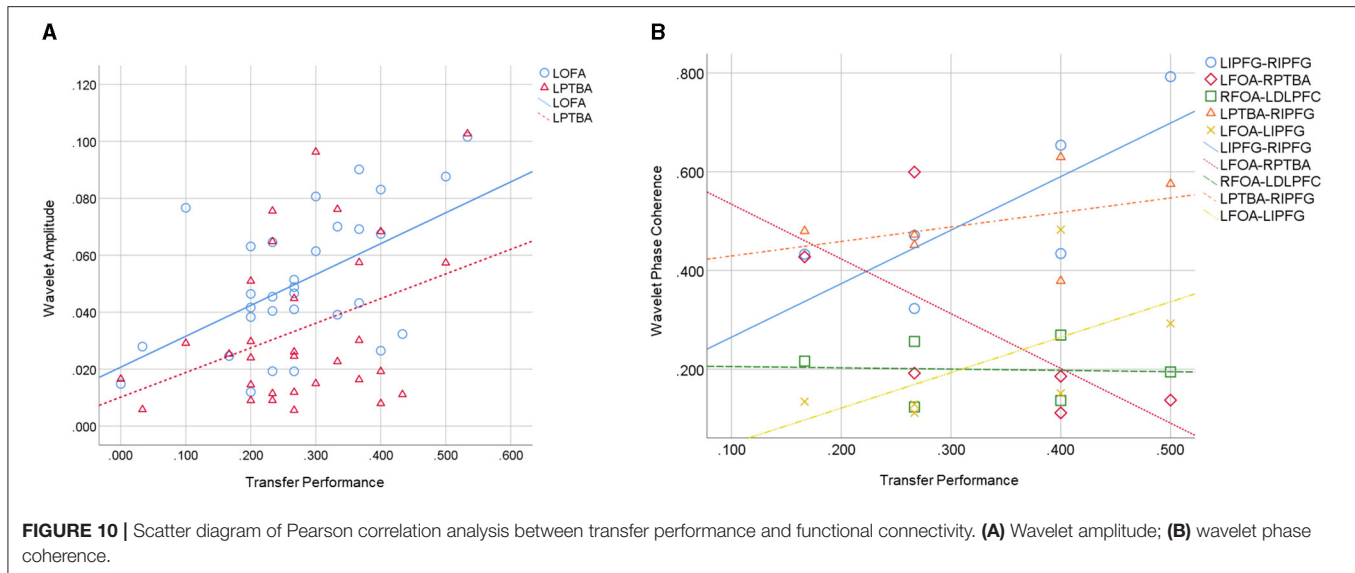 A
B
.120
.100
.080
.060
.040
.020
.000
Wavelet Amplitude
.000 .100 .200 .300 .400 .500 .600
Transfer Performance
LOFA
LPTBA
LOFA
LPTBA
.800
.600
.400
.200
Wavelet Phase Coherence
.100 .200 .300 .400 .500
Transfer Performance
LIPFG-RIPFG
LFOA-RPTBA
RFOA-LDLPFC
LPTBA-RIPFG
LFOA-LIPFG
LIPFG-RIPFG
LFOA-RPTBA
RFOA-LDLPFC
LPTBA-RIPFG
LFOA-LIPFG
FIGURE 10 | Scatter diagram of Pearson correlation analysis between transfer performance and functional connectivity. (A) Wavelet amplitude; (B) wavelet phase
coherence.